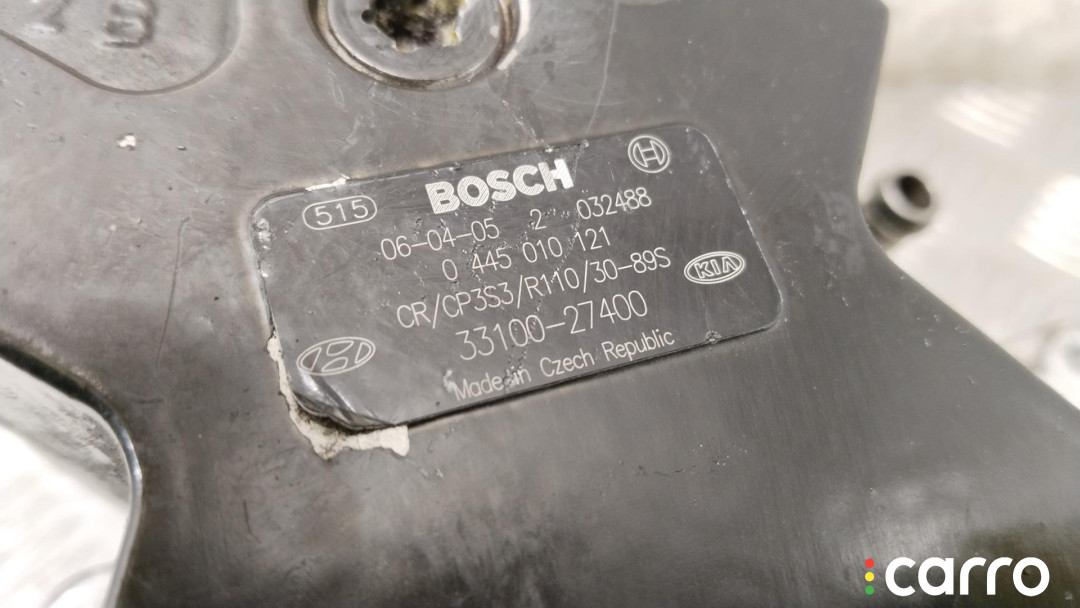 BOSCH
515
06-04-05 2 032488
0 445 010 121
CR/CP3S3/R110/30-89S
KIA
33100-27400
Made in Czech Republic
carro